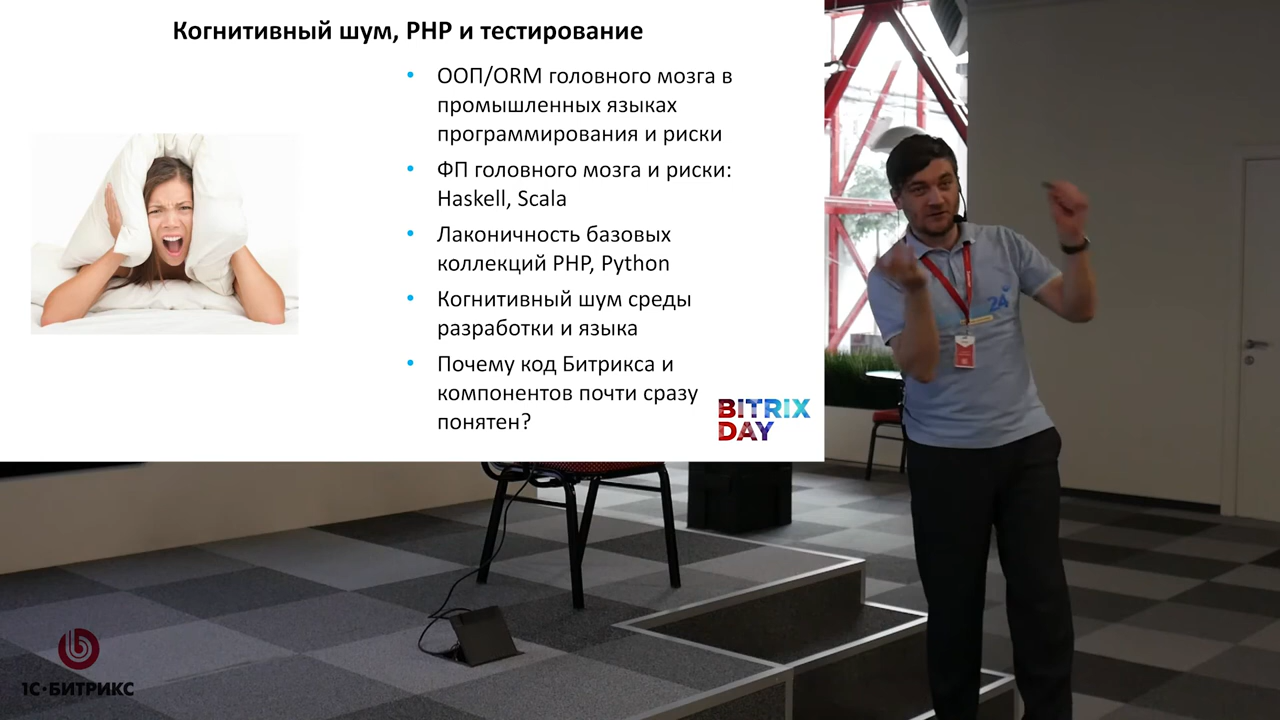 Когнитивный шум, PHP и тестирование
• ООП/ORM головного мозга в
промышленных языках
программирования и риски
• ФП головного мозга и риски:
Haskell, Scala
• Лаконичность базовых
коллекций PHP, Python
• Когнитивный шум среды
разработки и языка
• Почему код Битрикса и
компонентов почти сразу
понятен?
BITRIX
DAY
24
1С·БИТРИКС